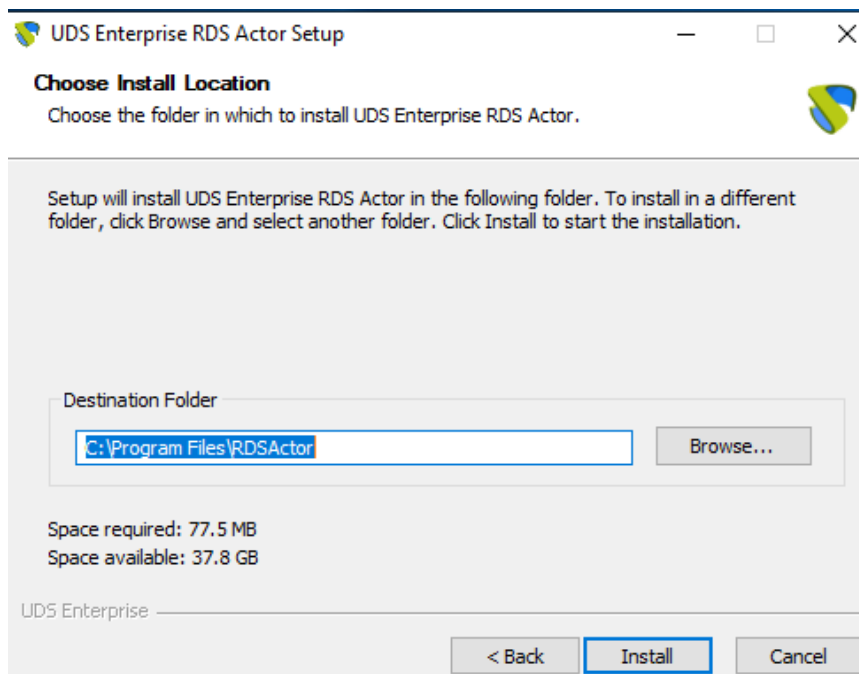 UDS Enterprise RDS Actor Setup
Choose Install Location
Choose the folder in which to install UDS Enterprise RDS Actor.
Setup will install UDS Enterprise RDS Actor in the following folder. To install in a different
folder, click Browse and select another folder. Click Install to start the installation.
Destination Folder
C:\Program Files\RDSActor
Browse...
Space required: 77.5 MB
Space available: 37.8 GB
UDS Enterprise
< Back
Install
Cancel